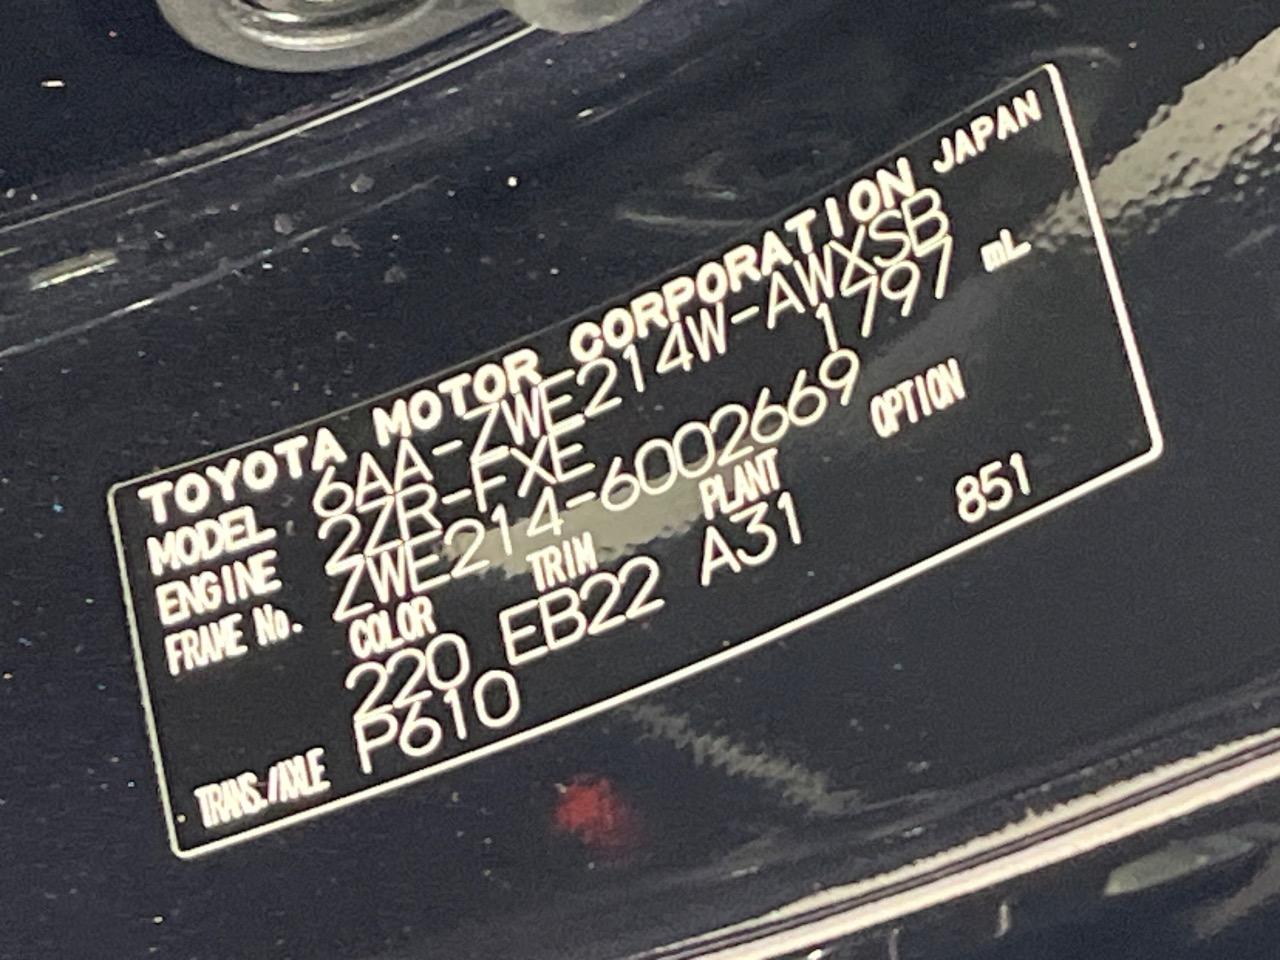 TOYOTA MOTOR CORPORATION JAPAN
MODEL 6AA-ZWE214W-AWXSB
ENGINE 2ZR-FXE 1797 mL
FRAME No. ZWE214-6002669
COLOR TRIM PLANT OPTION
220 EB22 A31 851
TRANS./AXLE P610